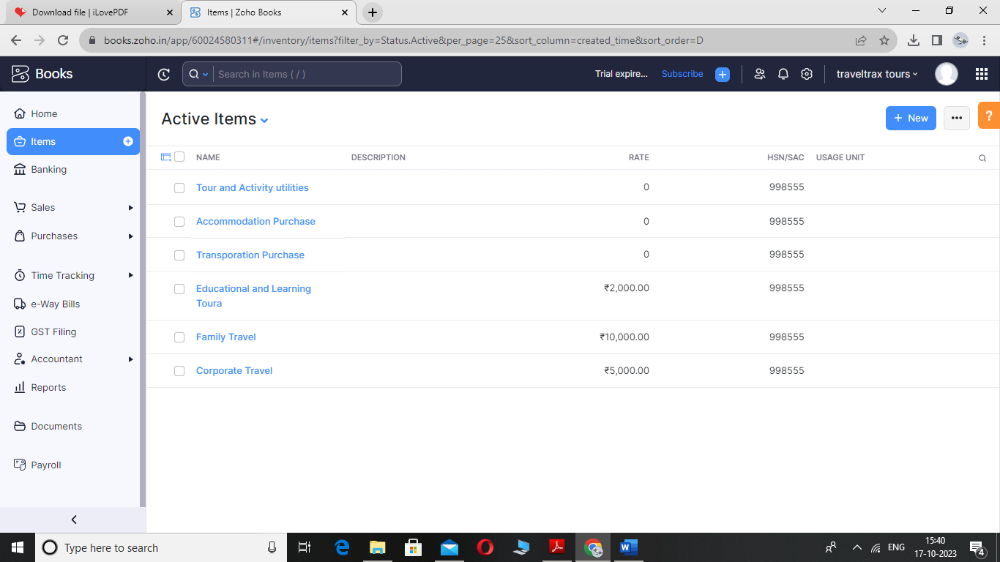 Download file | iLovePDF
Items | Zoho Books
books.zoho.in/app/60024580311#/inventory/items?filter_by=Status.Active&per_page=25&sort_column=created_time&sort_order=D
Books
Search in Items ( / )
Trial expire... Subscribe
traveltrax tours
Home
Items
Banking
Sales
Purchases
Time Tracking
e-Way Bills
GST Filing
Accountant
Reports
Documents
Payroll
Active Items
+ New
?
NAME DESCRIPTION RATE HSN/SAC USAGE UNIT
Tour and Activity utilities 0 998555
Accommodation Purchase 0 998555
Transporation Purchase 0 998555
Educational and Learning ₹2,000.00 998555
Toura
Family Travel ₹10,000.00 998555
Corporate Travel ₹5,000.00 998555
Type here to search
ENG
15:40
17-10-2023
4